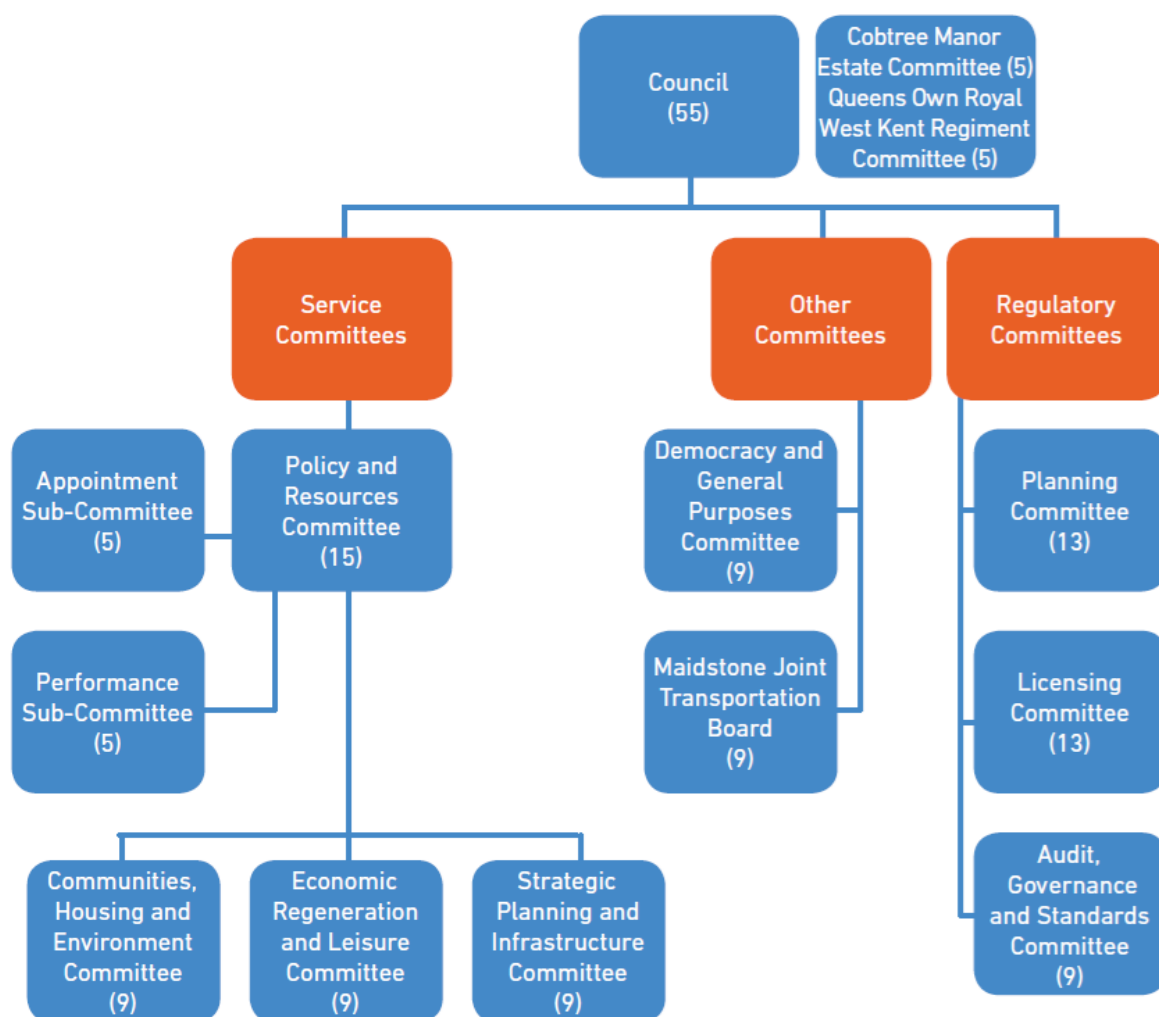 Council
(55)
Cobtree Manor
Estate Committee (5)
Queens Own Royal
West Kent Regiment
Committee (5)
Service
Committees
Other
Committees
Regulatory
Committees
Appointment
Sub-Committee
(5)
Policy and
Resources
Committee
(15)
Democracy and
General
Purposes
Committee
(9)
Planning
Committee
(13)
Performance
Sub-Committee
(5)
Maidstone Joint
Transportation
Board
(9)
Licensing
Committee
(13)
Communities,
Housing and
Environment
Committee
(9)
Economic
Regeneration
and Leisure
Committee
(9)
Strategic
Planning and
Infrastructure
Committee
(9)
Audit,
Governance
and Standards
Committee
(9)